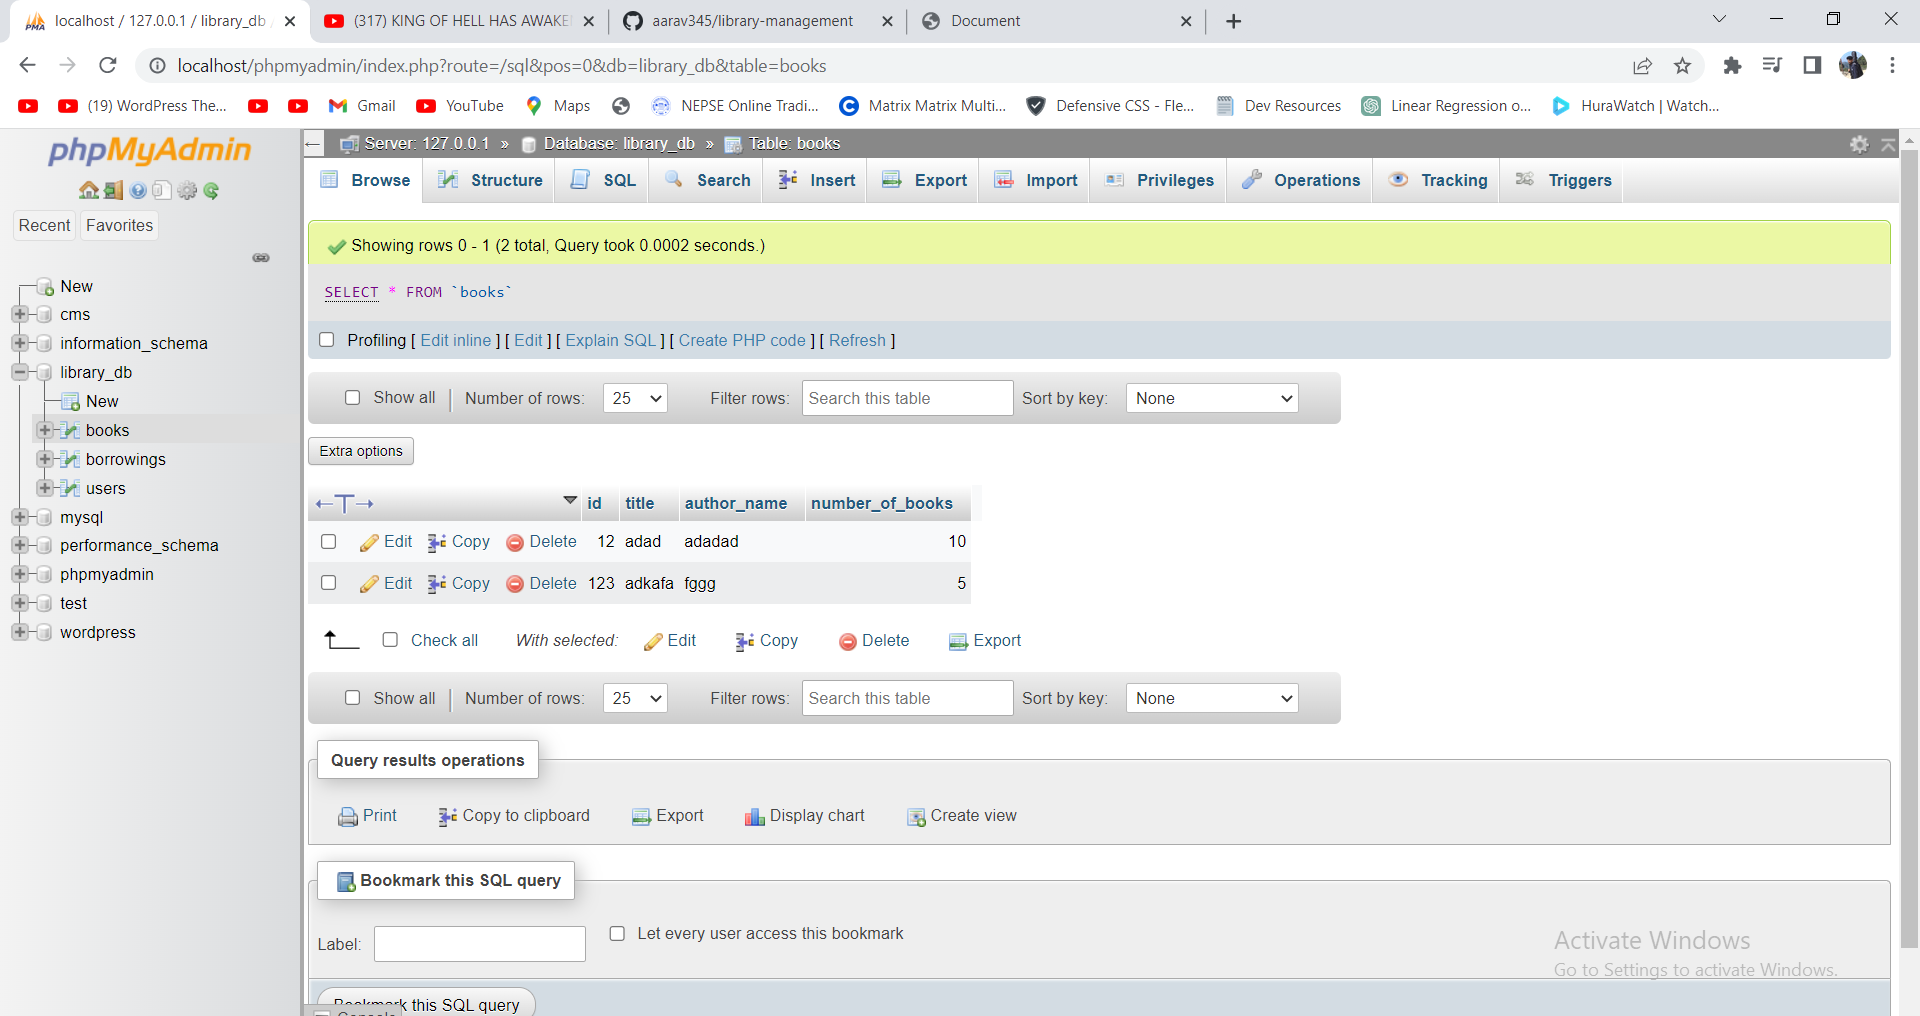 localhost / 127.0.0.1 / library_db
(317) KING OF HELL HAS AWAKE
aarav345/library-management
Document
localhost/phpmyadmin/index.php?route=/sql&pos=0&db=library_db&table=books
(19) WordPress The...
Gmail
YouTube
Maps
NEPSE Online Tradi...
Matrix Matrix Multi...
Defensive CSS - Fle...
Dev Resources
Linear Regression o...
HuraWatch | Watch...
phpMyAdmin
Recent
Favorites
New
cms
information_schema
library_db
New
books
borrowings
users
mysql
performance_schema
phpmyadmin
test
wordpress
Server: 127.0.0.1 » Database: library_db » Table: books
Browse Structure SQL Search Insert Export Import Privileges Operations Tracking Triggers
Showing rows 0 - 1 (2 total, Query took 0.0002 seconds.)
SELECT * FROM `books`
Profiling [ Edit inline ] [ Edit ] [ Explain SQL ] [ Create PHP code ] [ Refresh ]
Show all Number of rows: 25 Filter rows: Search this table Sort by key: None
Extra options
id title author_name number_of_books
Edit Copy Delete 12 adad adadad 10
Edit Copy Delete 123 adkafa fggg 5
Check all With selected: Edit Copy Delete Export
Show all Number of rows: 25 Filter rows: Search this table Sort by key: None
Query results operations
Print Copy to clipboard Export Display chart Create view
Bookmark this SQL query
Label: Let every user access this bookmark
Bookmark this SQL query
Console
Activate Windows
Go to Settings to activate Windows.